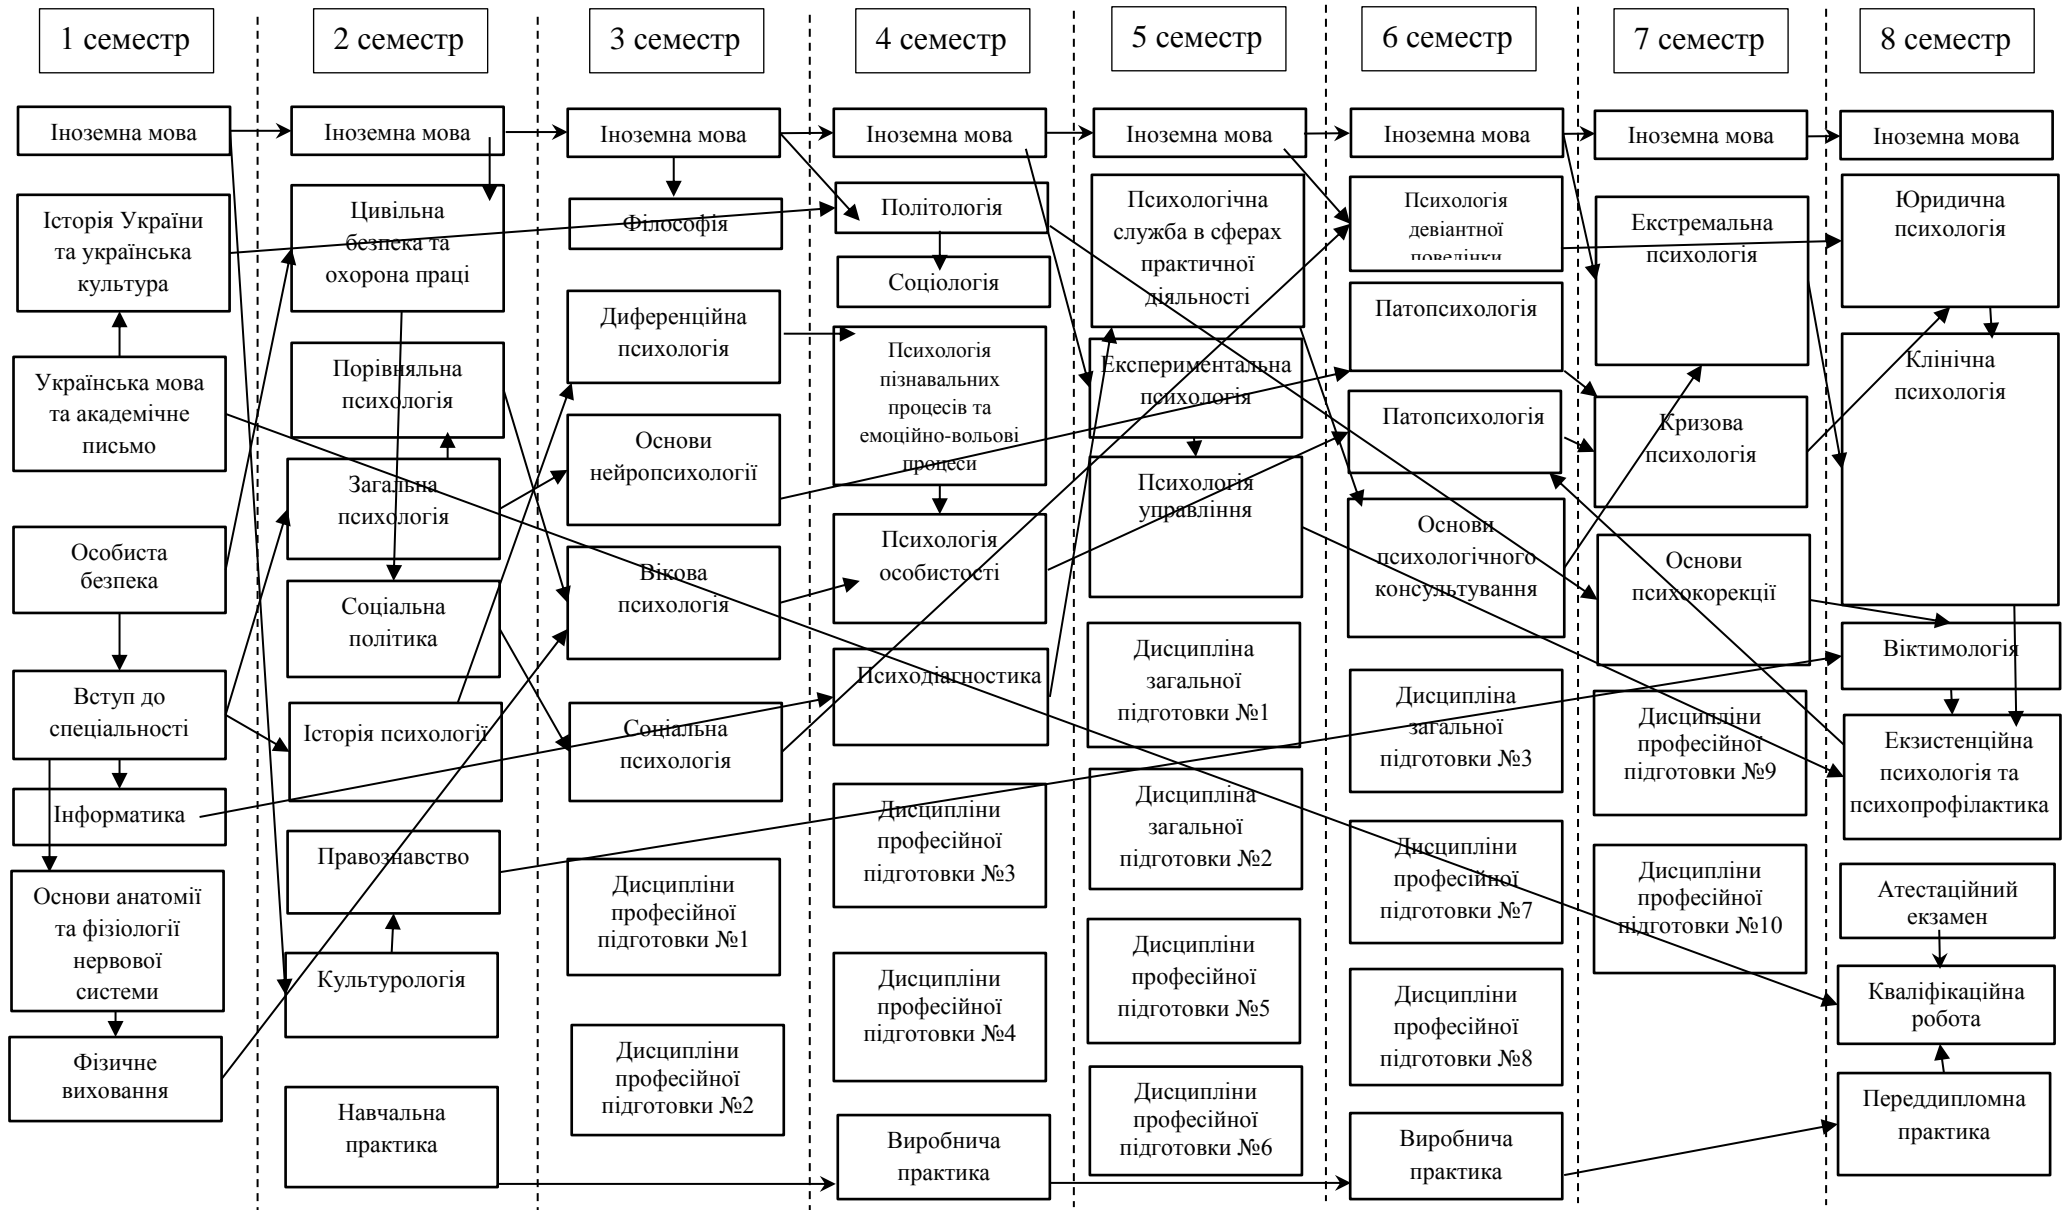 1 семестр
2 семестр
3 семестр
4 семестр
5 семестр
6 семестр
7 семестр
8 семестр
Іноземна мова
Історія України
та українська
культура
Українська мова
та академічне
письмо
Особиста
безпека
Вступ до
спеціальності
Інформатика
Основи анатомії
та фізіології
нервової
системи
Фізичне
виховання
Іноземна мова
Цивільна
безпека та
охорона праці
Порівняльна
психологія
Загальна
психологія
Соціальна
політика
Історія психології
Правознавство
Культурологія
Навчальна
практика
Іноземна мова
Філософія
Диференційна
психологія
Основи
нейропсихології
Вікова
психологія
Соціальна
психологія
Дисципліни
професійної
підготовки №1
Дисципліни
професійної
підготовки №2
Іноземна мова
Політологія
Соціологія
Психологія
пізнавальних
процесів та
емоційно-вольові
процеси
Психологія
особистості
Психодіагностика
Дисципліни
професійної
підготовки №3
Дисципліни
професійної
підготовки №4
Виробнича
практика
Іноземна мова
Психологічна
служба в сферах
практичної
діяльності
Експериментальна
психологія
Психологія
управління
Дисципліна
загальної
підготовки №1
Дисципліна
загальної
підготовки №2
Дисципліни
професійної
підготовки №5
Дисципліни
професійної
підготовки №6
Іноземна мова
Психологія
девіантної
поведінки
Патопсихологія
Патопсихологія
Основи
психологічного
консультування
Дисципліна
загальної
підготовки №3
Дисципліни
професійної
підготовки №7
Дисципліни
професійної
підготовки №8
Виробнича
практика
Іноземна мова
Екстремальна
психологія
Кризова
психологія
Основи
психокорекції
Дисципліни
професійної
підготовки №9
Дисципліни
професійної
підготовки №10
Іноземна мова
Юридична
психологія
Клінічна
психологія
Віктимологія
Екзистенційна
психологія та
психопрофілактика
Атестаційний
екзамен
Кваліфікаційна
робота
Переддипломна
практика